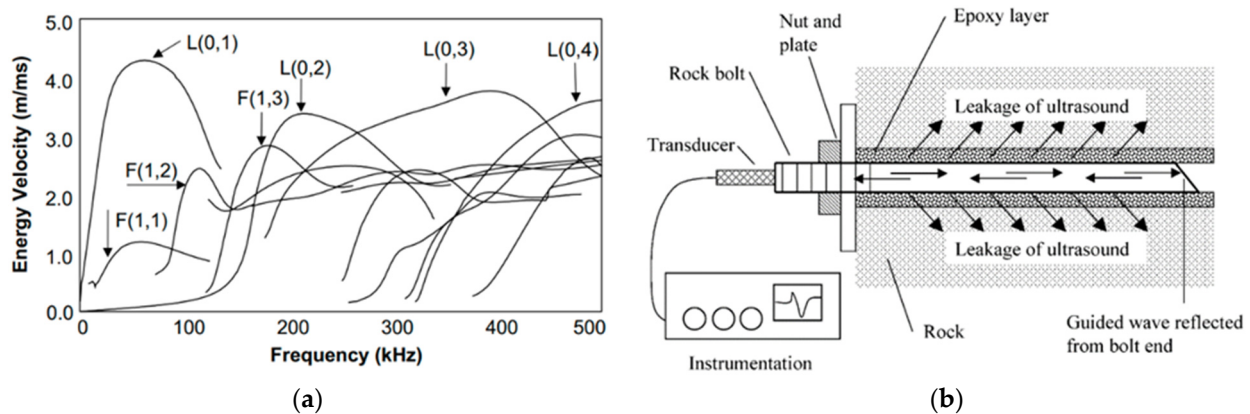 5.0
4.0
3.0
2.0
1.0
0.0
Energy Velocity (m/ms)
L(0,1)
L(0,2)
L(0,3)
L(0,4)
F(1,3)
F(1,2)
F(1,1)
0
100
200
300
400
500
Frequency (kHz)
(a)
Nut and
plate
Epoxy layer
Rock bolt
Leakage of ultrasound
Transducer
Leakage of ultrasound
Rock
Guided wave reflected
from bolt end
Instrumentation
(b)